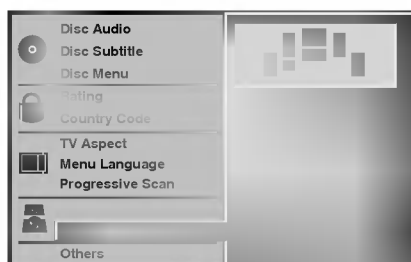 Disc Audio
Disc Subtitle
Disc Menu
Rating
Country Code
TV Aspect
Menu Language
Progressive Scan
Others